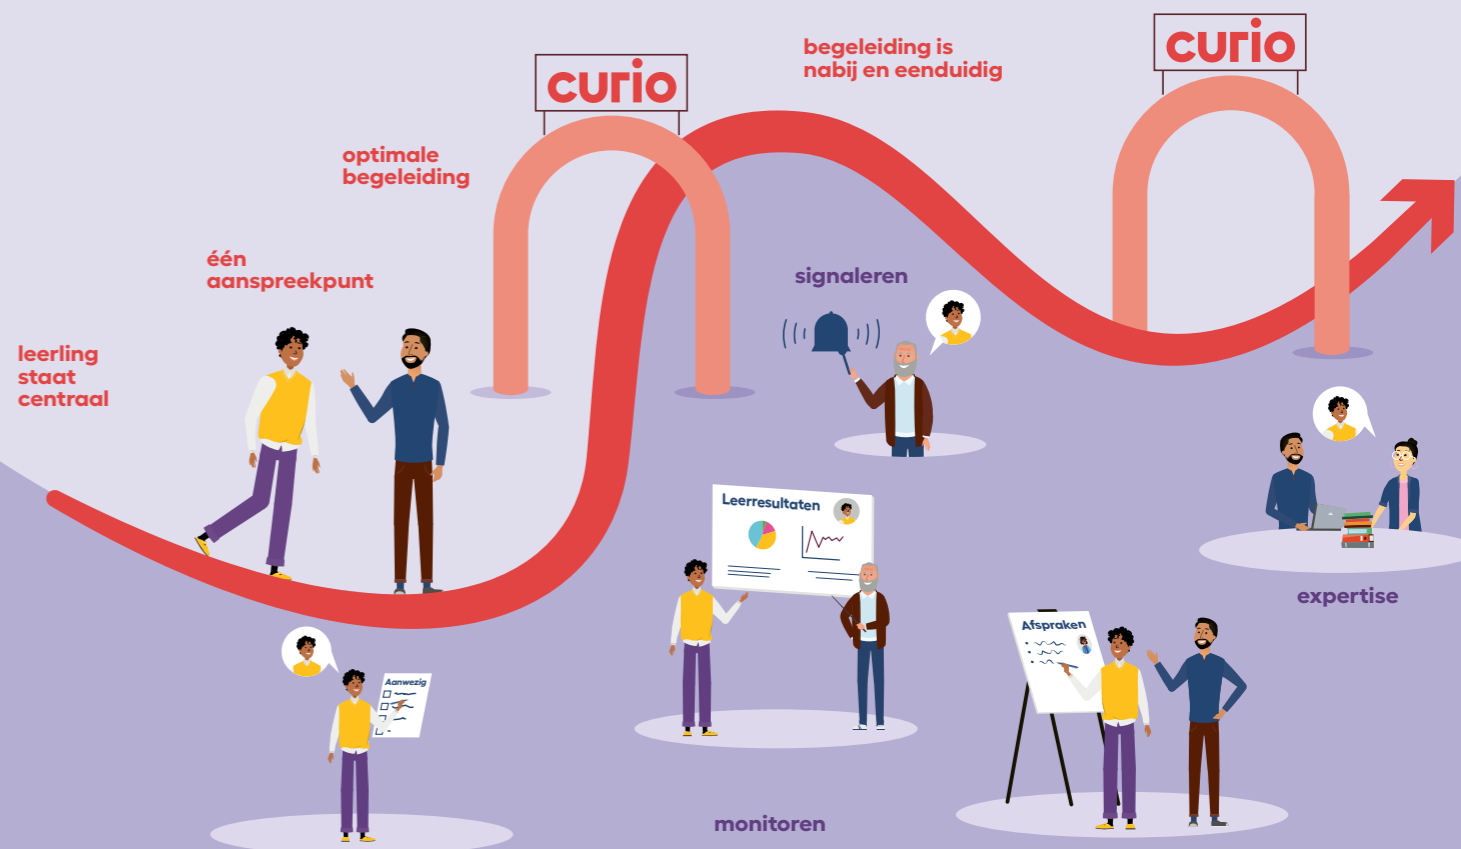 leerling
staat
centraal
één
aanspreekpunt
optimale
begeleiding
curio
begeleiding is
nabij en eenduidig
curio
signaleren
Leerresultaten
expertise
Afspraken
Aanwezig
monitoren